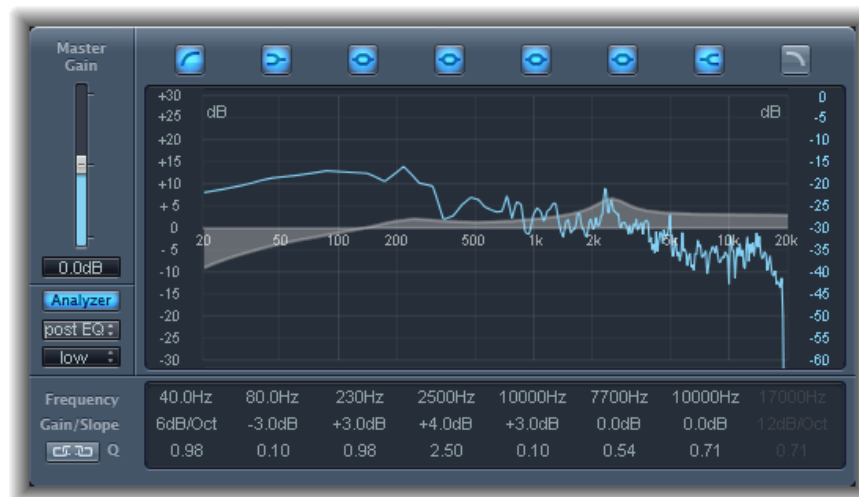 Master
Gain
0.0dB
Analyzer
post EQ
low
dB
dB
+30
+25
+20
+15
+10
+ 5
0
- 5
-10
-15
-20
-25
-30
20 50 100 200 500 1k 2k 5k 10k 20k
0
-5
-10
-15
-20
-25
-30
-35
-40
-45
-50
-55
-60
Frequency 40.0Hz 80.0Hz 230Hz 2500Hz 10000Hz 7700Hz 10000Hz 17000Hz
Gain/Slope 6dB/Oct -3.0dB +3.0dB +4.0dB +3.0dB 0.0dB 0.0dB 12dB/Oct
Q 0.98 0.10 0.98 2.50 0.10 0.54 0.71 0.71